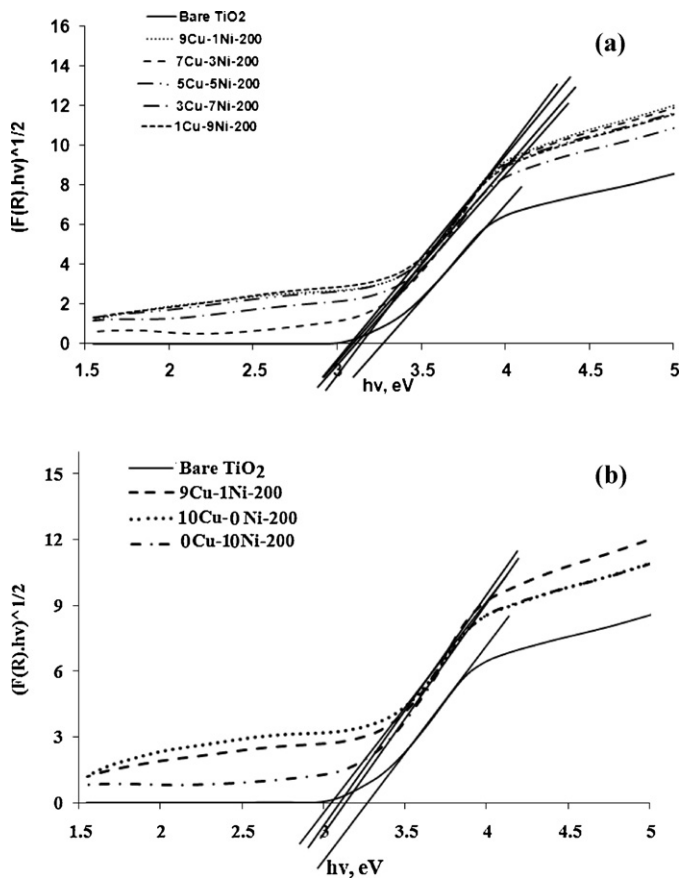 Bare TiO2
9Cu-1Ni-200
7Cu-3Ni-200
5Cu-5Ni-200
3Cu-7Ni-200
1Cu-9Ni-200
(a)
(F(R).hv)^1/2
16
14
12
10
8
6
4
2
0
1.5
2
2.5
3
3.5
4
4.5
5
hv, eV
Bare TiO2
9Cu-1Ni-200
10Cu-0 Ni-200
0Cu-10Ni-200
(b)
(F(R).hv)^1/2
15
12
9
6
3
0
1.5
2
2.5
3
3.5
4
4.5
5
hv, eV